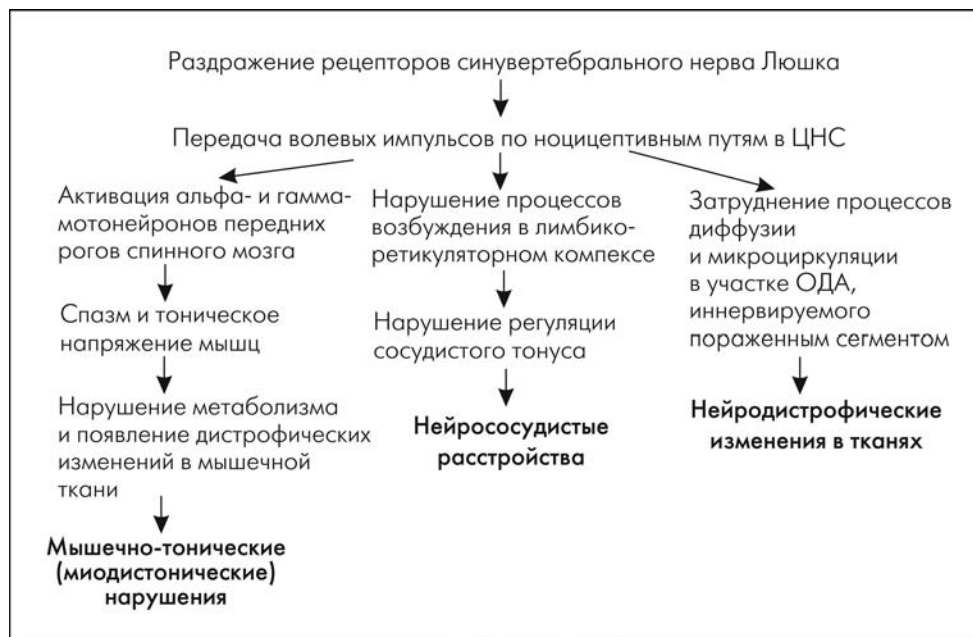 Раздражение рецепторов синувертебрального нерва Люшка
Передача волевых импульсов по ноцицептивным путям в ЦНС
Активация альфа- и гамма-
мотонейронов передних
рогов спинного мозга
Спазм и тоническое
напряжение мышц
Нарушение метаболизма
и появление дистрофических
изменений в мышечной
ткани
Мышечно-тонические
(миодистонические)
нарушения
Нарушение процессов
возбуждения в лимбико-
ретикуляторном компексе
Нарушение регуляции
сосудистого тонуса
Нейрососудистые
расстройства
Затруднение процессов
диффузии
и микроциркуляции
в участке ОДА,
иннервируемого
пораженным сегментом
Нейродистрофические
изменения в тканях